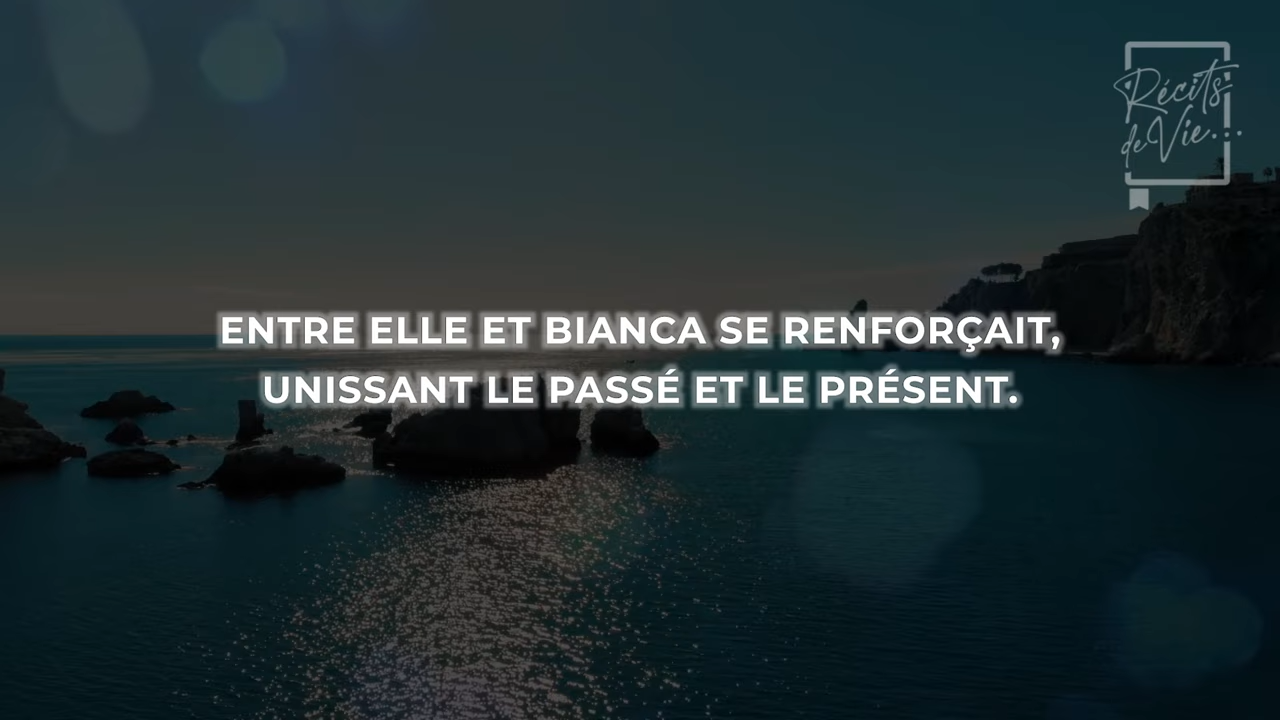 Récits
de Vie...
ENTRE ELLE ET BIANCA SE RENFORÇAIT,
UNISSANT LE PASSÉ ET LE PRÉSENT.